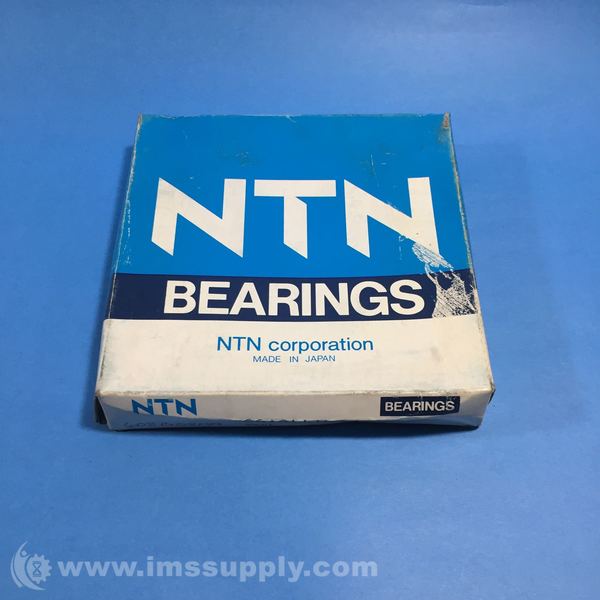 NTN
BEARINGS
NTN corporation
MADE IN JAPAN
NTN
BEARINGS
www.imssupply.com